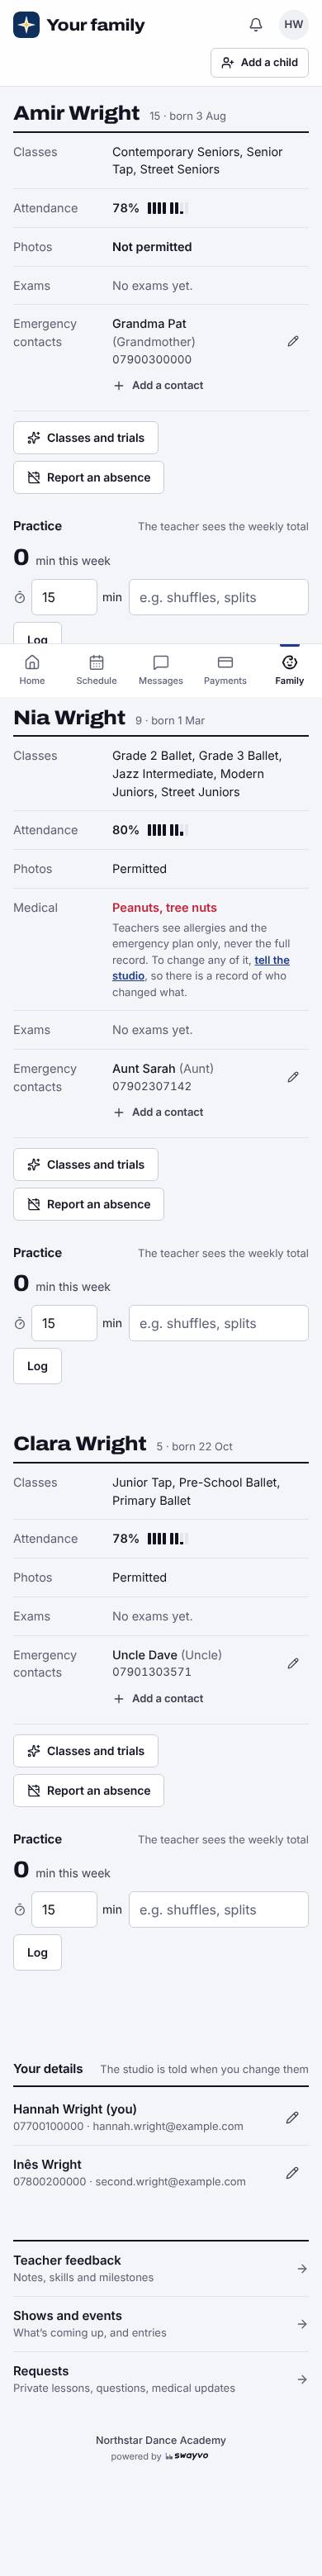 Your family
HW
Add a child
Amir Wright 15 · born 3 Aug
Classes
Contemporary Seniors, Senior
Tap, Street Seniors
Attendance
78%
Photos
Not permitted
Exams
No exams yet.
Emergency
contacts
Grandma Pat
(Grandmother)
07900300000
Add a contact
Classes and trials
Report an absence
Practice
The teacher sees the weekly total
0 min this week
15 min e.g. shuffles, splits
Log
Home
Schedule
Messages
Payments
Family
Nia Wright 9 · born 1 Mar
Classes
Grade 2 Ballet, Grade 3 Ballet,
Jazz Intermediate, Modern
Juniors, Street Juniors
Attendance
80%
Photos
Permitted
Medical
Peanuts, tree nuts
Teachers see allergies and the
emergency plan only, never the full
record. To change any of it, tell the
studio, so there is a record of who
changed what.
Exams
No exams yet.
Emergency
contacts
Aunt Sarah (Aunt)
07902307142
Add a contact
Classes and trials
Report an absence
Practice
The teacher sees the weekly total
0 min this week
15 min e.g. shuffles, splits
Log
Clara Wright 5 · born 22 Oct
Classes
Junior Tap, Pre-School Ballet,
Primary Ballet
Attendance
78%
Photos
Permitted
Exams
No exams yet.
Emergency
contacts
Uncle Dave (Uncle)
07901303571
Add a contact
Classes and trials
Report an absence
Practice
The teacher sees the weekly total
0 min this week
15 min e.g. shuffles, splits
Log
Your details
The studio is told when you change them
Hannah Wright (you)
07700100000 · hannah.wright@example.com
Inês Wright
07800200000 · second.wright@example.com
Teacher feedback
Notes, skills and milestones
Shows and events
What's coming up, and entries
Requests
Private lessons, questions, medical updates
Northstar Dance Academy
powered by swayvo